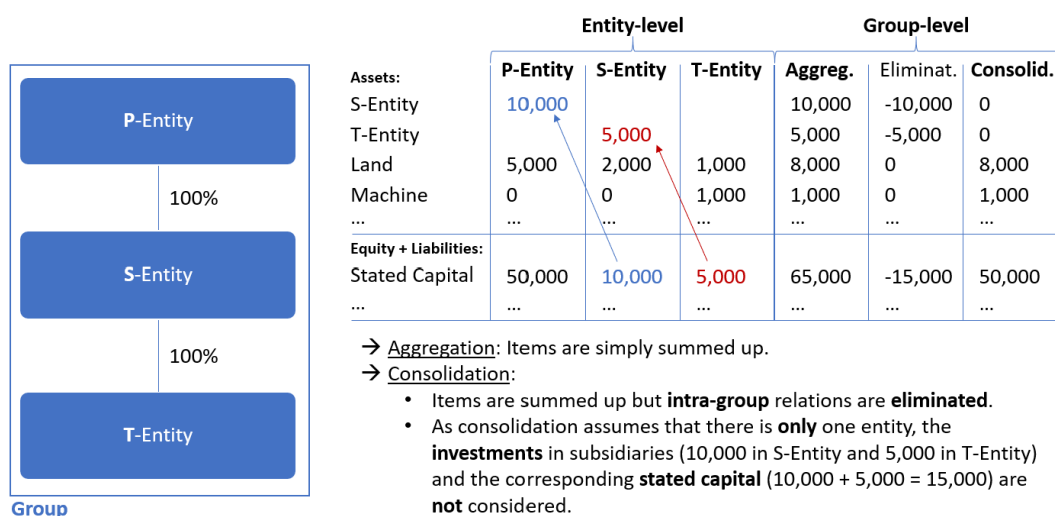 P-Entity
100%
S-Entity
100%
T-Entity
Group
Entity-level Group-level
Assets: P-Entity S-Entity T-Entity Aggreg. Eliminat. Consolid.
S-Entity 10,000 10,000 -10,000 0
T-Entity 5,000 5,000 -5,000 0
Land 5,000 2,000 1,000 8,000 0 8,000
Machine 0 0 1,000 1,000 0 1,000
... ... ... ... ... ... ...
Equity + Liabilities:
Stated Capital 50,000 10,000 5,000 65,000 -15,000 50,000
... ... ... ... ... ... ...
→ Aggregation: Items are simply summed up.
→ Consolidation:
• Items are summed up but intra-group relations are eliminated.
• As consolidation assumes that there is only one entity, the
investments in subsidiaries (10,000 in S-Entity and 5,000 in T-Entity)
and the corresponding stated capital (10,000 + 5,000 = 15,000) are
not considered.